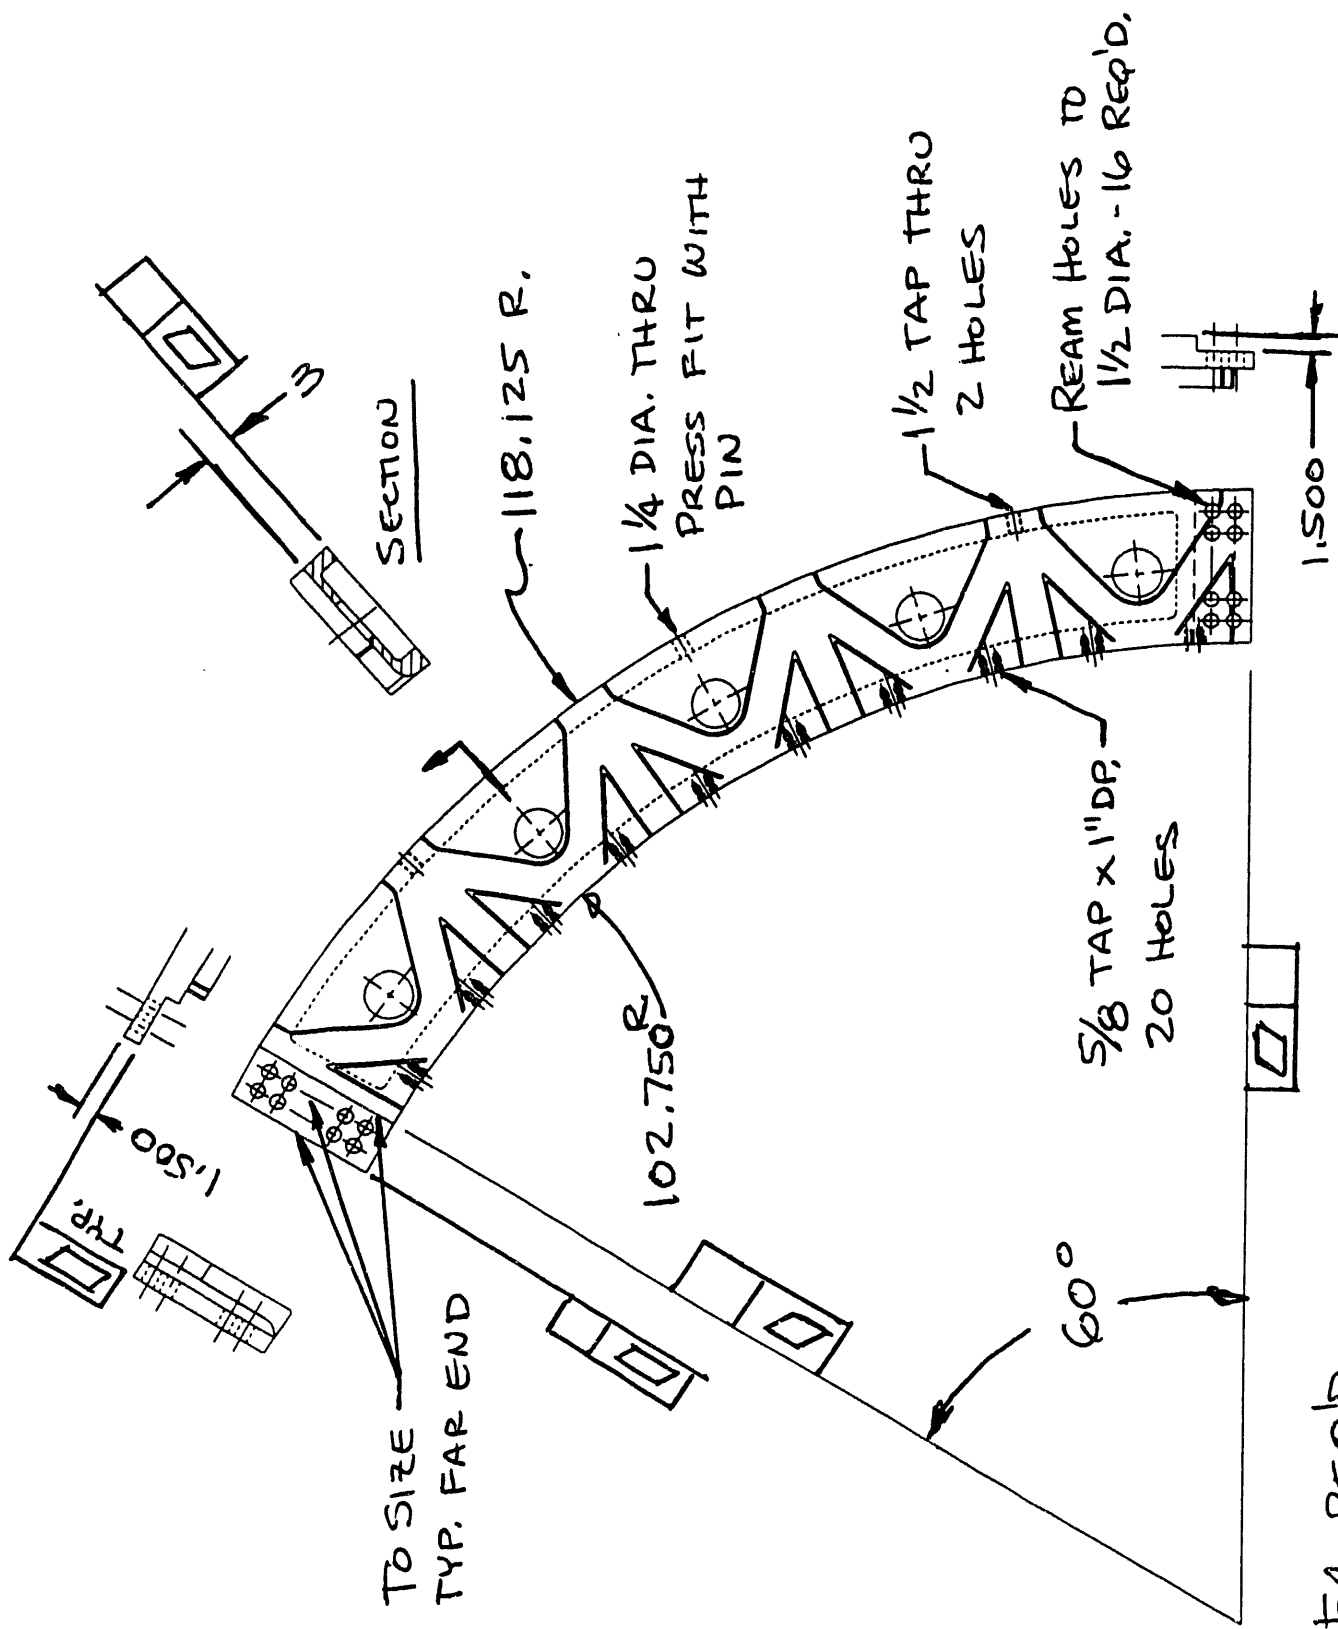 3
SECTION
118.125 R.
1 1/4 DIA. THRU
PRESS FIT WITH
PIN
1 1/2 TAP THRU
2 HOLES
REAM HOLES TO
1 1/2 DIA. - 16 REQ'D.
1.500
TYP.
TO SIZE
TYP. FAR END
102.750 R
5/8 TAP x 1" DP.
20 HOLES
1.500
60°
REQ'D